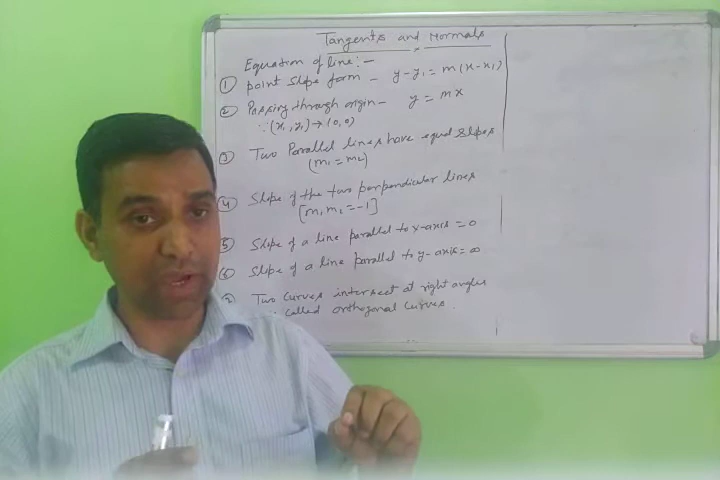 Tangents and Normals
Equation of line:-
① point slope form - y-y₁ = m(x-x₁)
② Passing through origin - y = mx
∵ (x₁,y₁) → (0,0)
③ Two Parallel lines have equal slopes
(m₁ = m₂)
④ Slope of the two perpendicular lines
[m₁m₂ = -1]
⑤ Slope of a line parallel to x-axis = 0
⑥ Slope of a line parallel to y-axis = ∞
⑦ Two curves intersect at right angles
called orthogonal curves.